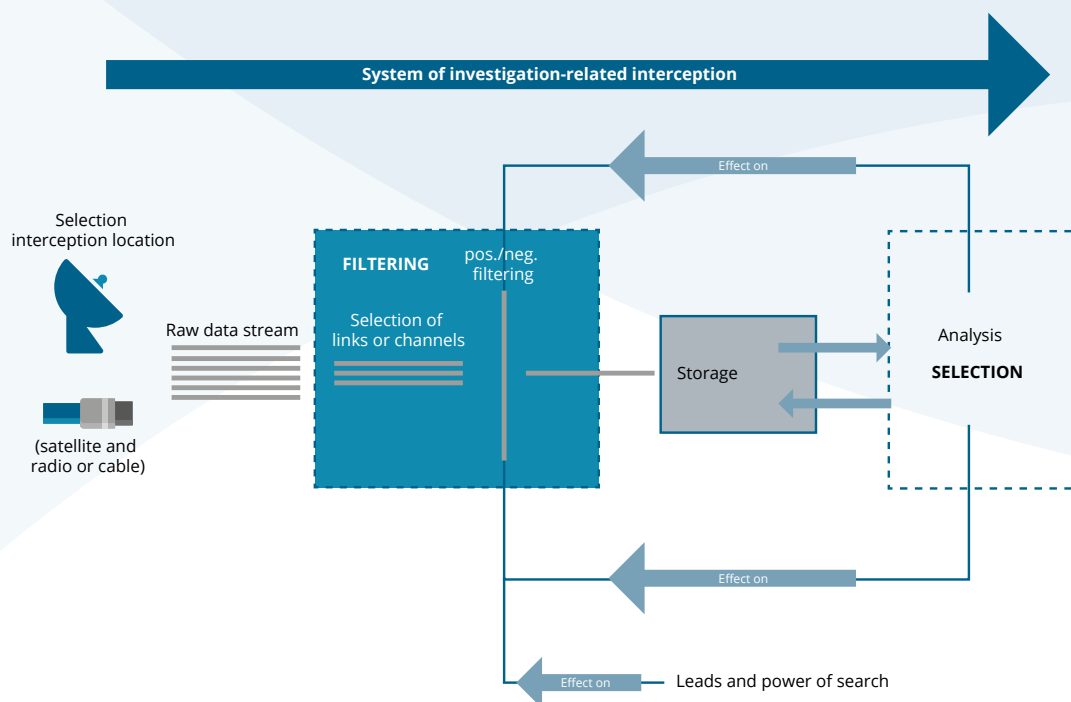 System of investigation-related interception
Effect on
Selection
interception location
FILTERING
pos./neg.
filtering
Raw data stream
Selection of
links or channels
Storage
Analysis
SELECTION
(satellite and
radio or cable)
Effect on
Effect on
Leads and power of search